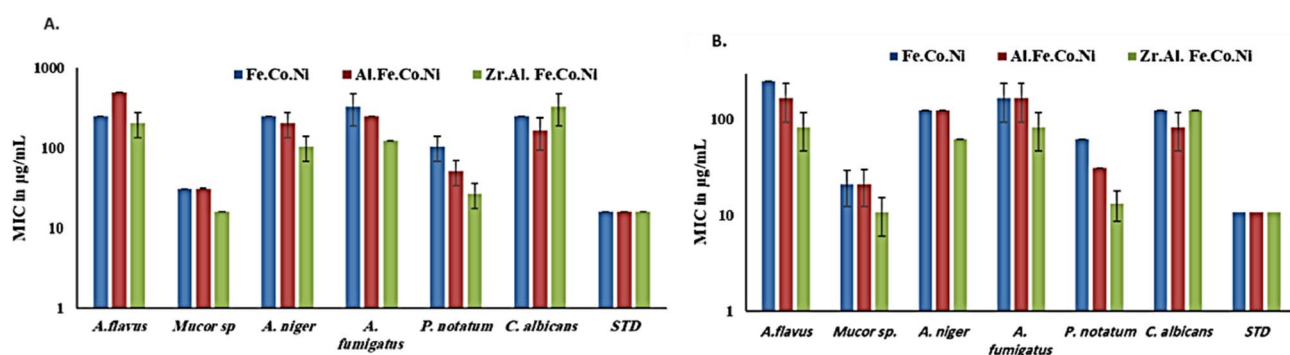 A.
Fe.Co.Ni Al.Fe.Co.Ni Zr.Al. Fe.Co.Ni
MIC in µg/mL
1000
100
10
1
A.flavus Mucor sp A. niger A. fumigatus P. notatum C. albicans STD
B.
Fe.Co.Ni Al.Fe.Co.Ni Zr.Al. Fe.Co.Ni
MIC in µg/mL
100
10
1
A.flavus Mucor sp. A. niger A. fumigatus P. notatum C. albicans STD